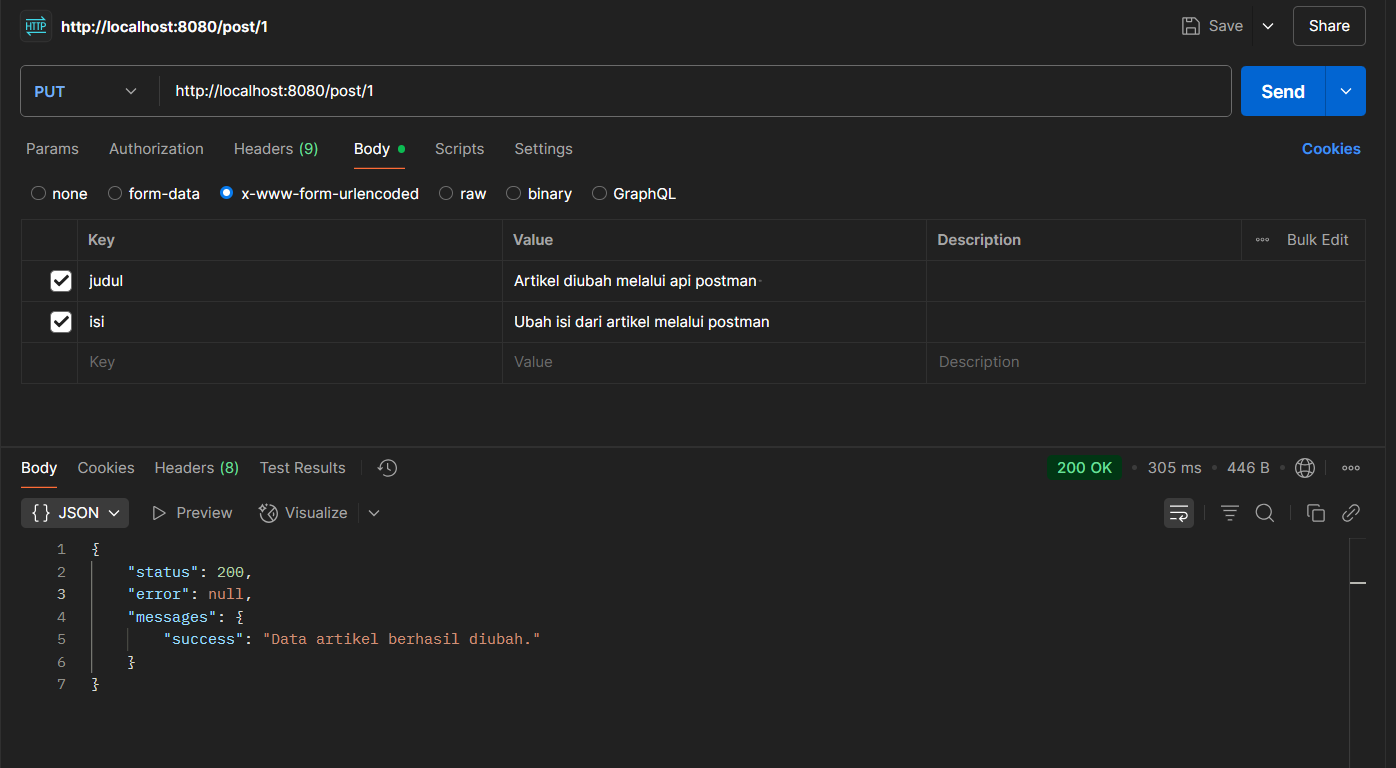 HTTP http://localhost:8080/post/1 Save Share
PUT http://localhost:8080/post/1 Send
Params Authorization Headers (9) Body Scripts Settings Cookies
none form-data x-www-form-urlencoded raw binary GraphQL
Key Value Description Bulk Edit
judul Artikel diubah melalui api postman
isi Ubah isi dari artikel melalui postman
Key Value Description
Body Cookies Headers (8) Test Results 200 OK 305 ms 446 B
{} JSON Preview Visualize
1 {
2 "status": 200,
3 "error": null,
4 "messages": {
5 "success": "Data artikel berhasil diubah."
6 }
7 }